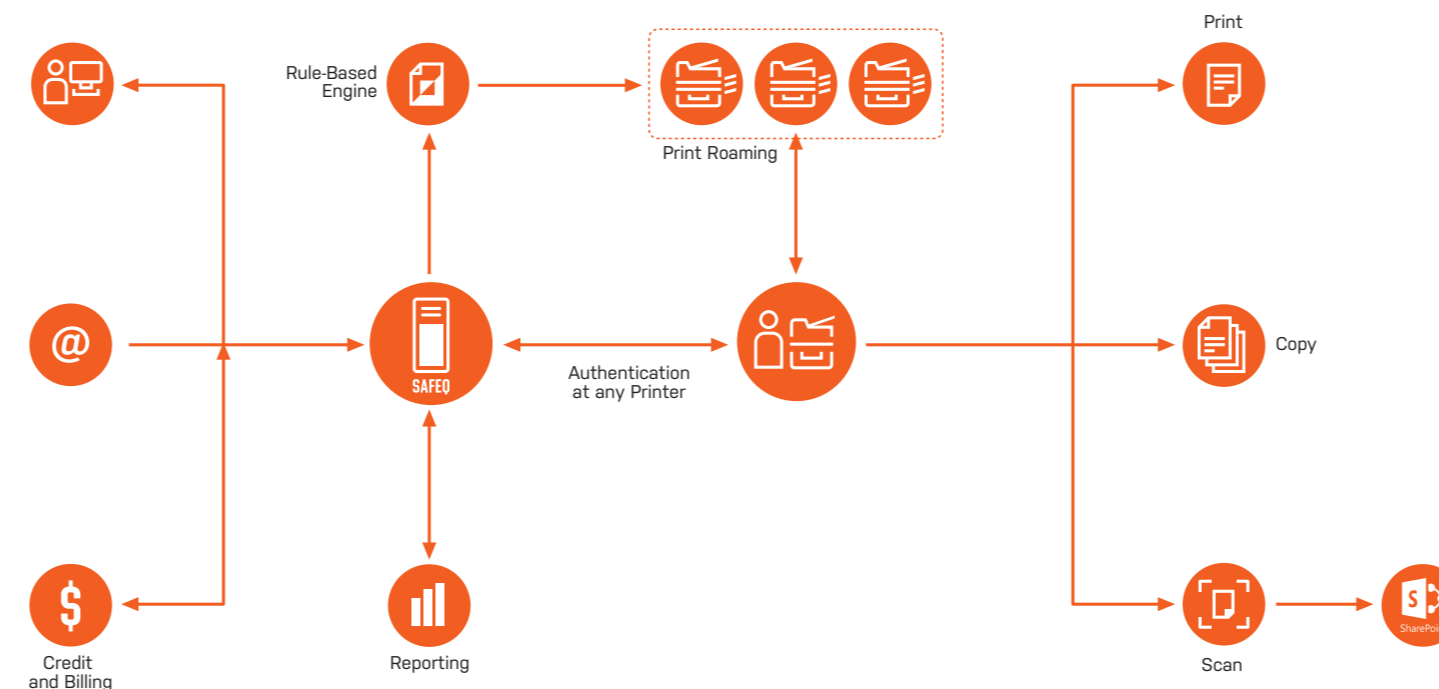 Print
Rule-Based
Engine
Print Roaming
@
SAFEQ
Authentication
at any Printer
Copy
$
S
Credit
and Billing
Reporting
Scan